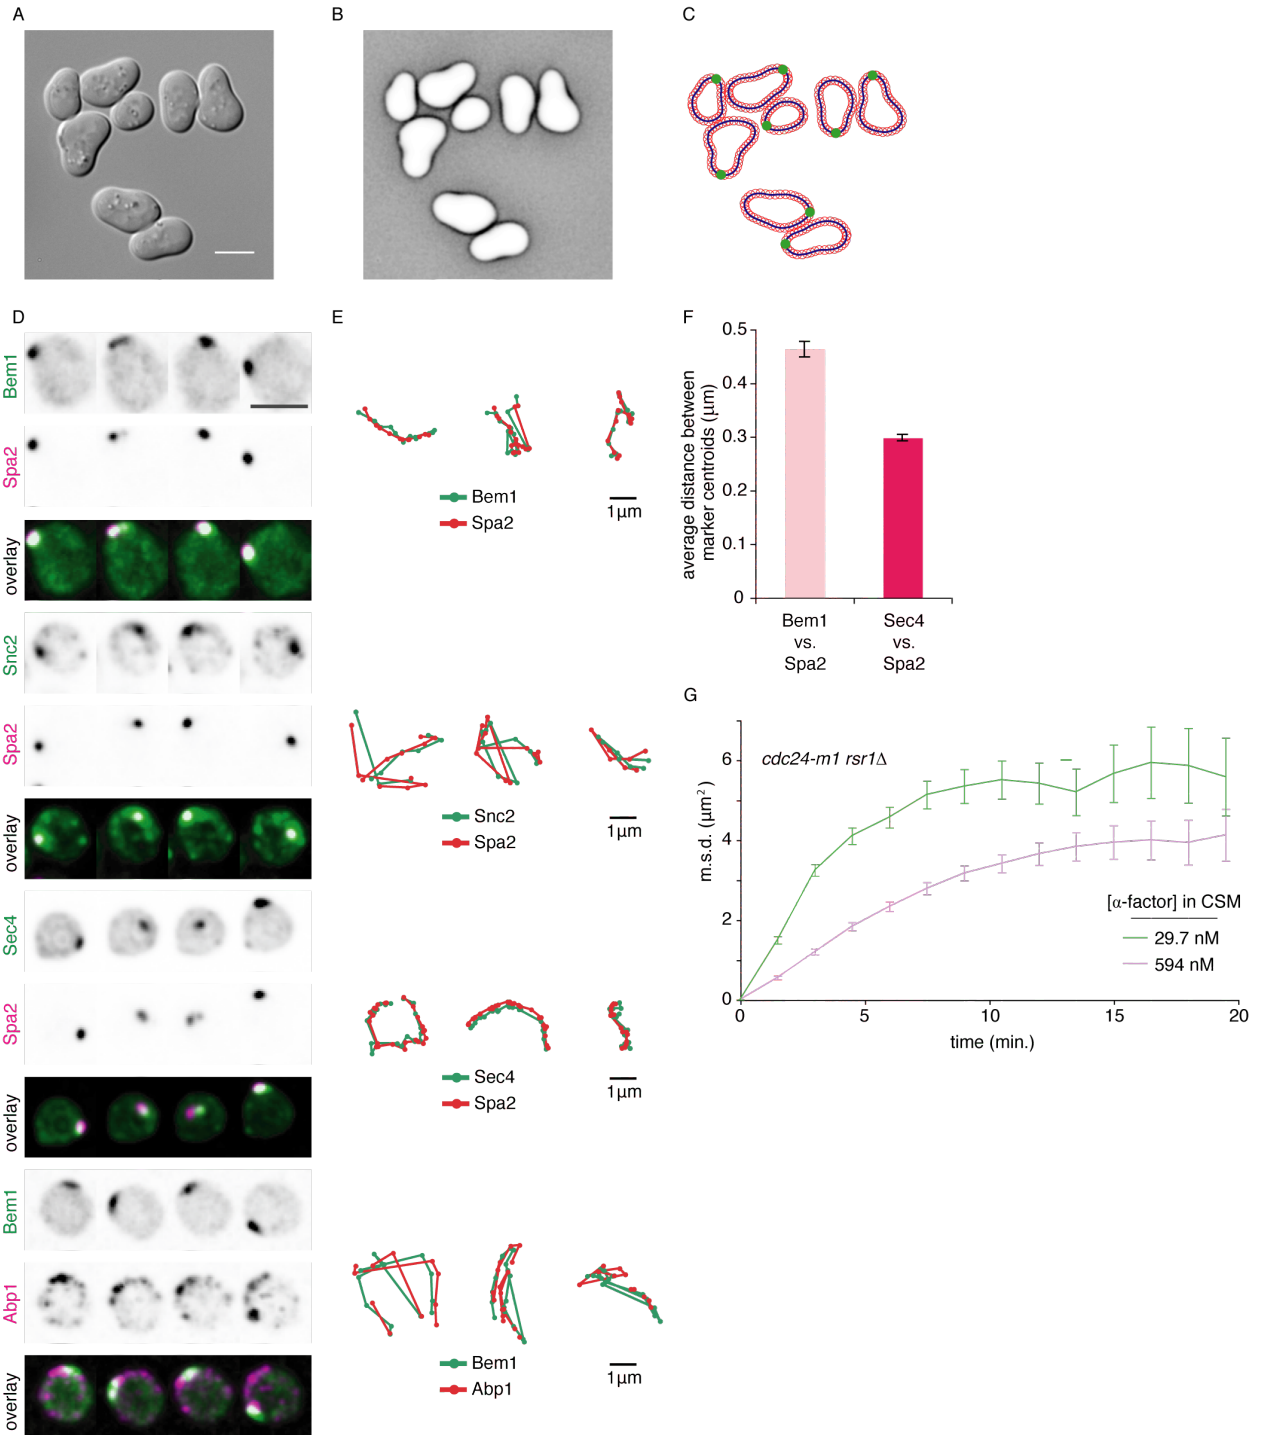 A
B
C
D
Bem1
Spa2
overlay
Snc2
Spa2
overlay
Sec4
Spa2
overlay
Bem1
Abp1
overlay
E
Bem1
Spa2
1μm
Snc2
Spa2
1μm
Sec4
Spa2
1μm
Bem1
Abp1
1μm
F
average distance between
marker centroids (μm)
0.5
0.4
0.3
0.2
0.1
0
Bem1
vs.
Spa2
Sec4
vs.
Spa2
G
cdc24-m1 rsr1Δ
m.s.d. (μm²)
6
4
2
0
0
5
10
15
20
time (min.)
[α-factor] in CSM
29.7 nM
594 nM